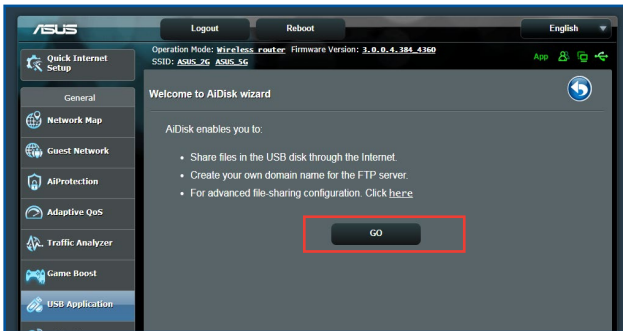 ASUS
Logout
Reboot
English
Quick Internet
Setup
Operation Mode: Wireless router Firmware Version: 3.0.0.4.384_4360
SSID: ASUS_2G ASUS_5G
App
General
Network Map
Guest Network
AiProtection
Adaptive QoS
Traffic Analyzer
Game Boost
USB Application
Welcome to AiDisk wizard
AiDisk enables you to:
• Share files in the USB disk through the Internet.
• Create your own domain name for the FTP server.
• For advanced file-sharing configuration. Click here
GO